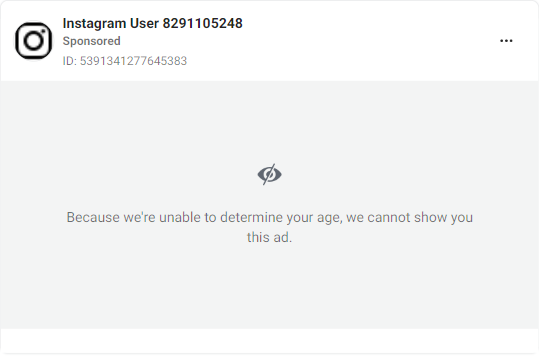 Instagram User 8291105248
Sponsored
ID: 5391341277645383
Because we're unable to determine your age, we cannot show you
this ad.